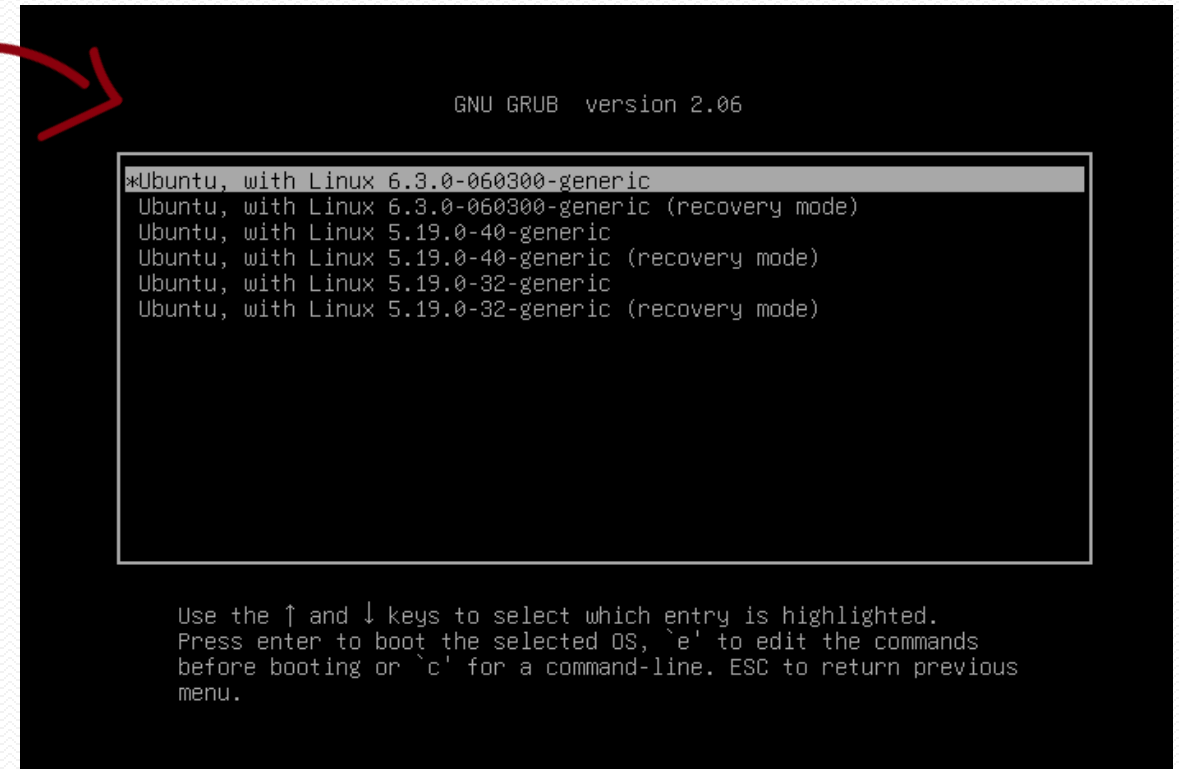 GNU GRUB  version 2.06
*Ubuntu, with Linux 6.3.0-060300-generic
Ubuntu, with Linux 6.3.0-060300-generic (recovery mode)
Ubuntu, with Linux 5.19.0-40-generic
Ubuntu, with Linux 5.19.0-40-generic (recovery mode)
Ubuntu, with Linux 5.19.0-32-generic
Ubuntu, with Linux 5.19.0-32-generic (recovery mode)
Use the ↑ and ↓ keys to select which entry is highlighted.
Press enter to boot the selected OS, `e' to edit the commands
before booting or `c' for a command-line. ESC to return previous
menu.